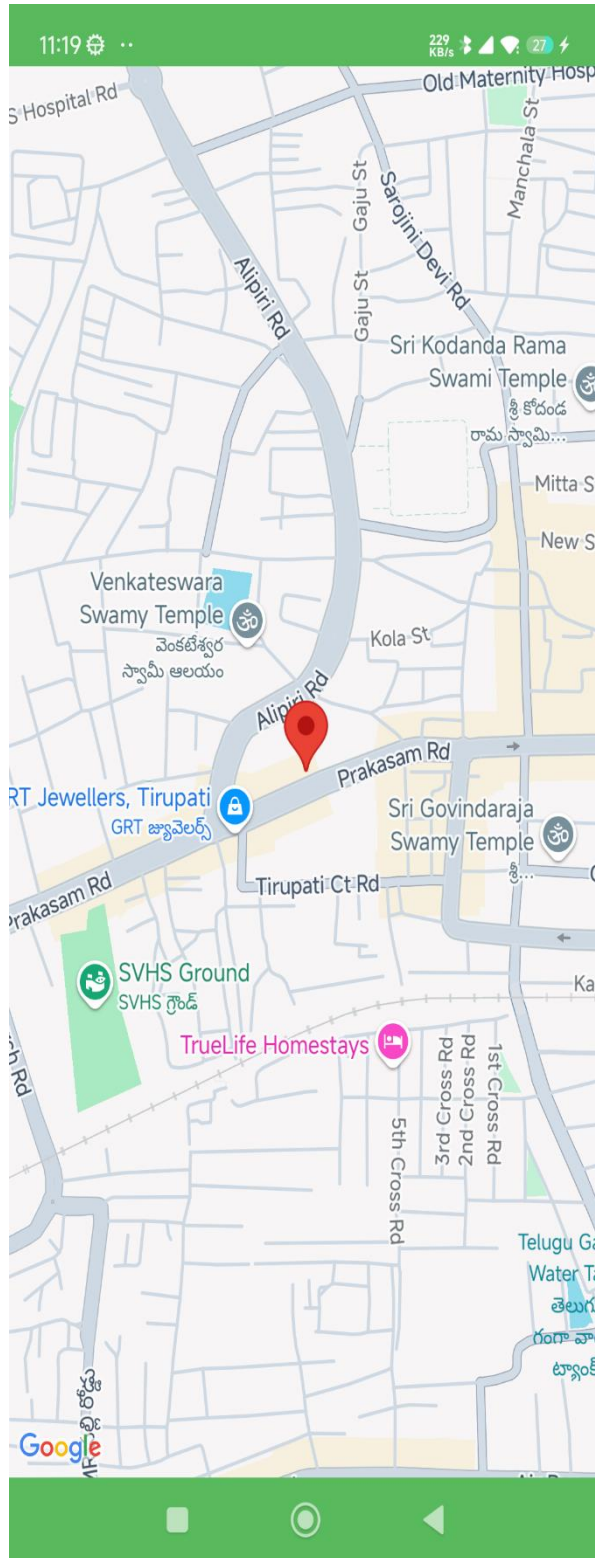 11:19
229
KB/s
27
Old Maternity Hosp
S Hospital Rd
Manchala St
Gaju St
Sarojini Devi Rd
Alipiri Rd
Gaju St
Sri Kodanda Rama
Swami Temple
శ్రీ కోదండ
రామ స్వామి...
Mitta S
New S
Venkateswara
Swamy Temple
వెంకటేశ్వర
స్వామీ ఆలయం
Kola St
Alipiri Rd
Prakasam Rd
RT Jewellers, Tirupati
GRT జ్యువెలర్స్
Sri Govindaraja
Swamy Temple
శ్రీ...
Tirupati Ct Rd
Prakasam Rd
SVHS Ground
SVHS గ్రౌండ్
Ka
TrueLife Homestays
sh Rd
3rd Cross Rd
2nd Cross Rd
1st Cross Rd
5th Cross Rd
Telugu Ga
Water Ta
తెలుగు
గంగా వా
ట్యాంక్
Google